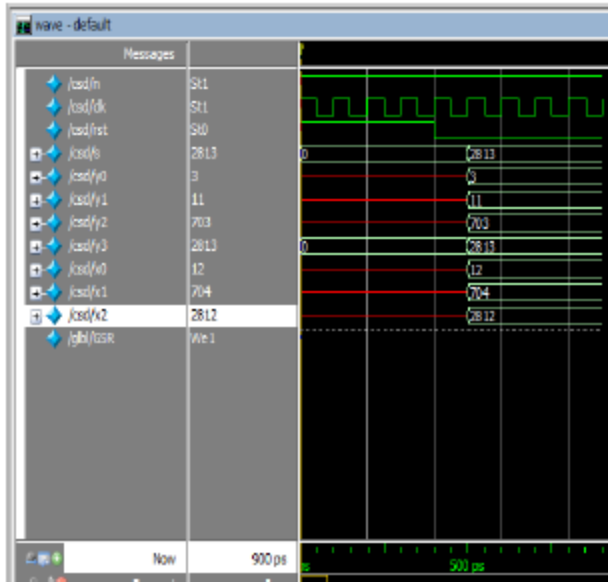 wave - default
Messages
/csd/n St1
/csd/clk St1
/csd/rst St0
/csd/s 2813 0 2813
/csd/y0 3 3
/csd/y1 11 11
/csd/y2 703 703
/csd/y3 2813 0 2813
/csd/x0 12 12
/csd/x1 704 704
/csd/x2 2812 2812
/glbl/GSR We1
Now 900 ps 500 ps